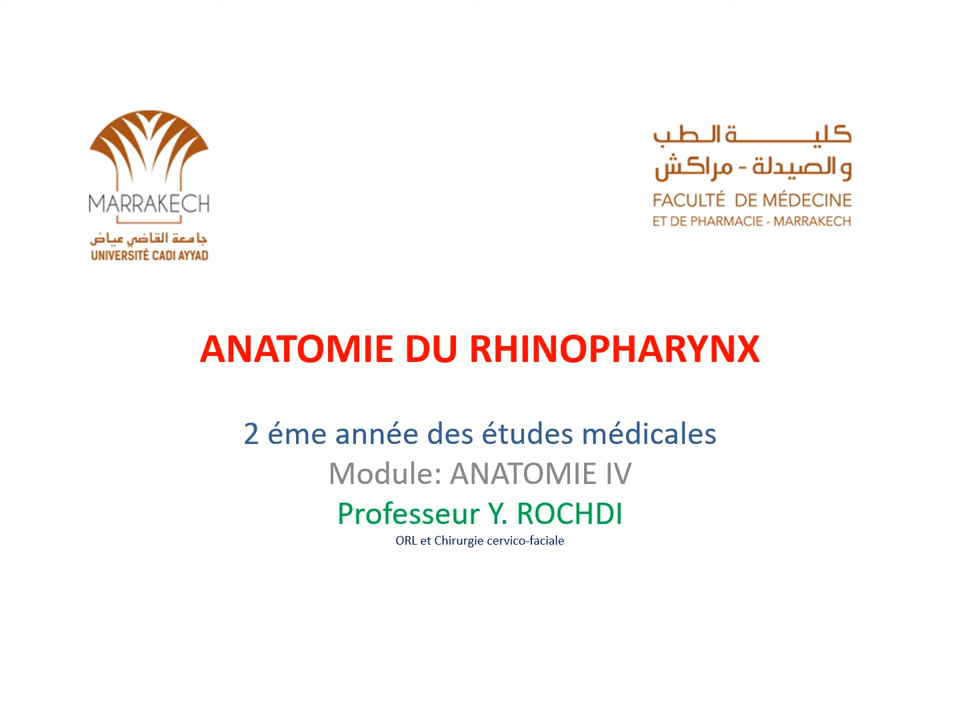 MARRAKECH
جامعة القاضي عياض
UNIVERSITÉ CADI AYYAD
كليـــــة الـطـب
والصيدلة - مراكش
FACULTÉ DE MÉDECINE
ET DE PHARMACIE - MARRAKECH
ANATOMIE DU RHINOPHARYNX
2 éme année des études médicales
Module: ANATOMIE IV
Professeur Y. ROCHDI
ORL et Chirurgie cervico-faciale